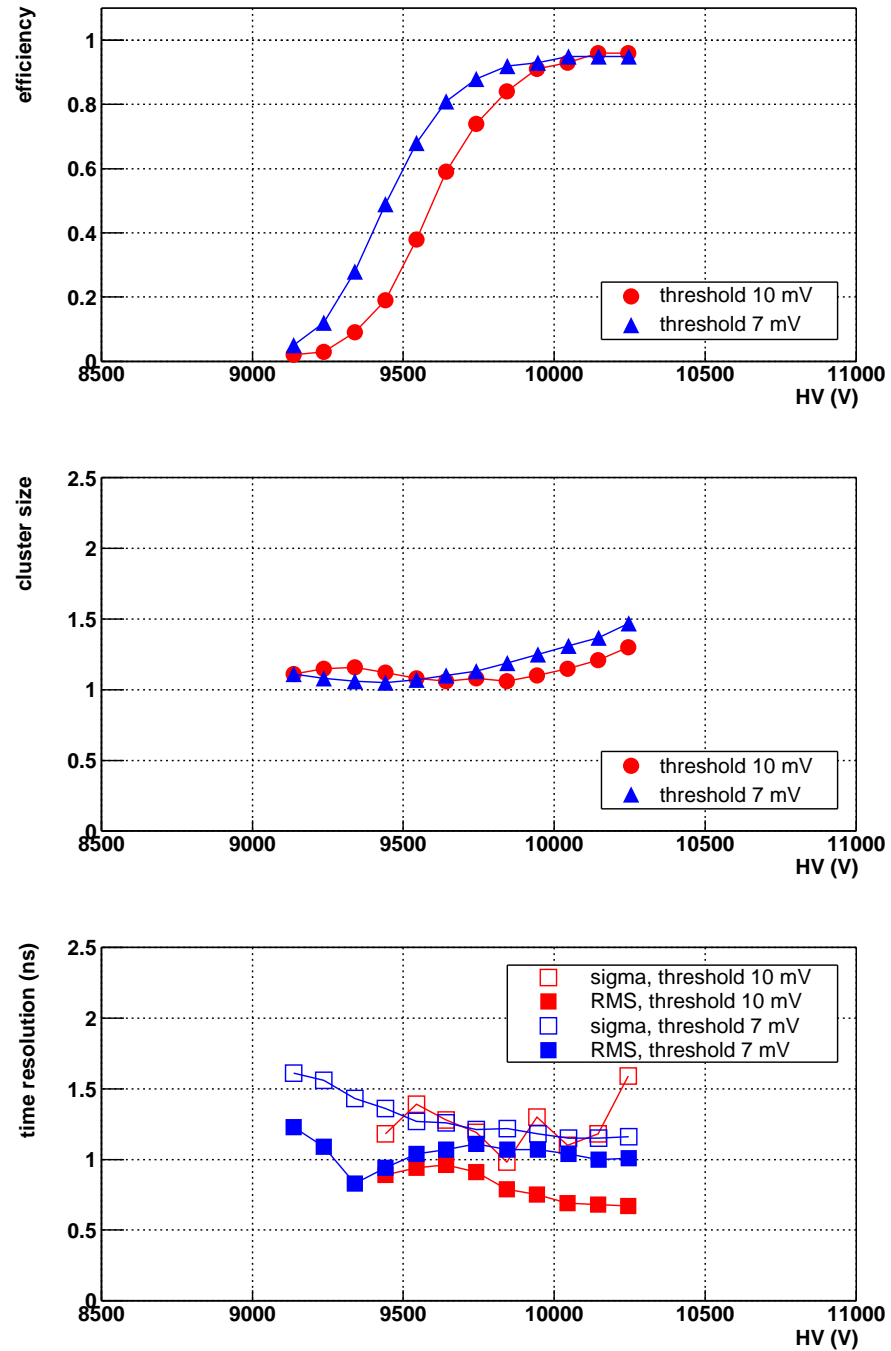 efficiency
1
0.8
0.6
0.4
0.2
0
8500 9000 9500 10000 10500 11000
HV (V)
threshold 10 mV
threshold 7 mV
cluster size
2.5
2
1.5
1
0.5
0
8500 9000 9500 10000 10500 11000
HV (V)
threshold 10 mV
threshold 7 mV
time resolution (ns)
2.5
2
1.5
1
0.5
0
8500 9000 9500 10000 10500 11000
HV (V)
sigma, threshold 10 mV
RMS, threshold 10 mV
sigma, threshold 7 mV
RMS, threshold 7 mV